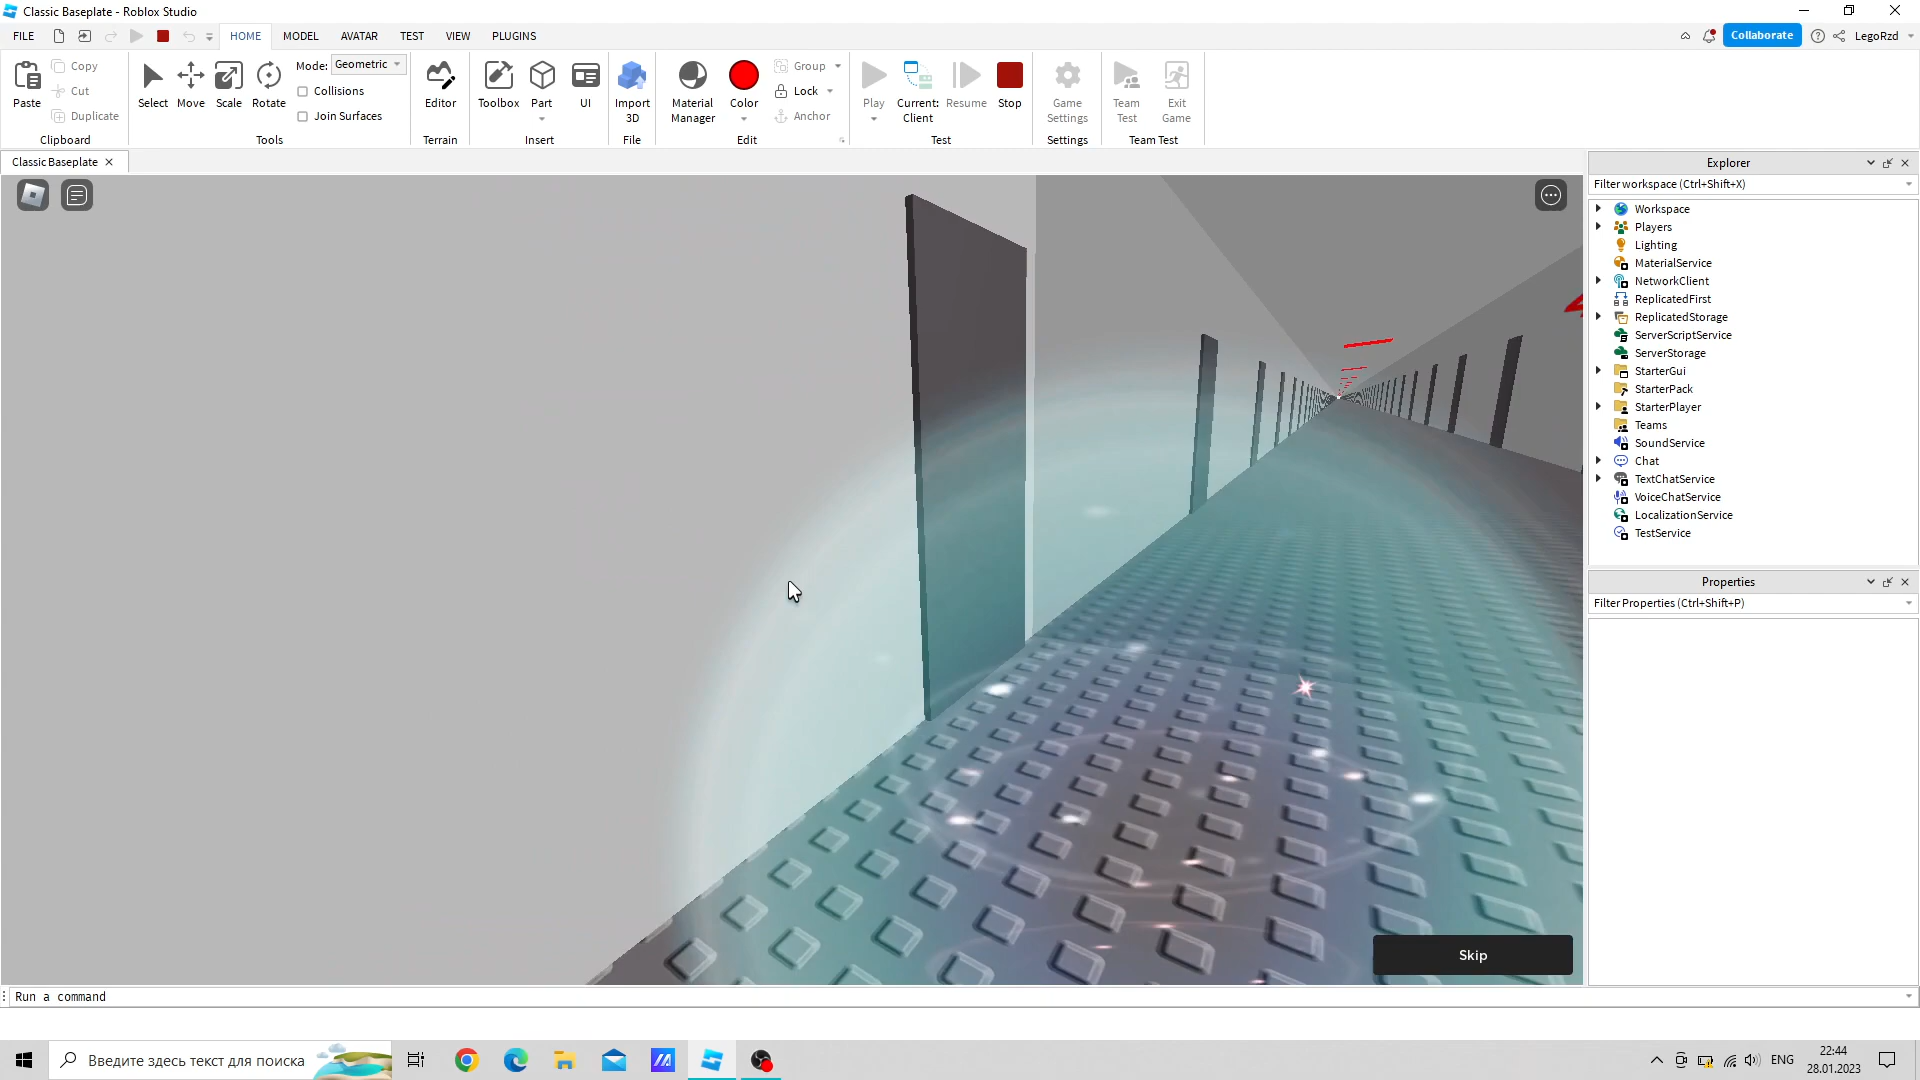 Classic Baseplate - Roblox Studio
FILE HOME MODEL AVATAR TEST VIEW PLUGINS Collaborate LegoRzd
Paste Copy Cut Duplicate Clipboard
Select Move Scale Rotate Mode: Geometric Collisions Join Surfaces Tools
Editor Terrain
Toolbox Part UI Insert
Import 3D File
Material Manager Color Group Lock Anchor Edit
Play Current: Client Resume Stop Test
Game Settings Settings
Team Test Exit Game Team Test
Classic Baseplate
Explorer
Filter workspace (Ctrl+Shift+X)
Workspace
Players
Lighting
MaterialService
NetworkClient
ReplicatedFirst
ReplicatedStorage
ServerScriptService
ServerStorage
StarterGui
StarterPack
StarterPlayer
Teams
SoundService
Chat
TextChatService
VoiceChatService
LocalizationService
TestService
Properties
Filter Properties (Ctrl+Shift+P)
Skip
Run a command
Введите здесь текст для поиска
ENG
22:44
28.01.2023